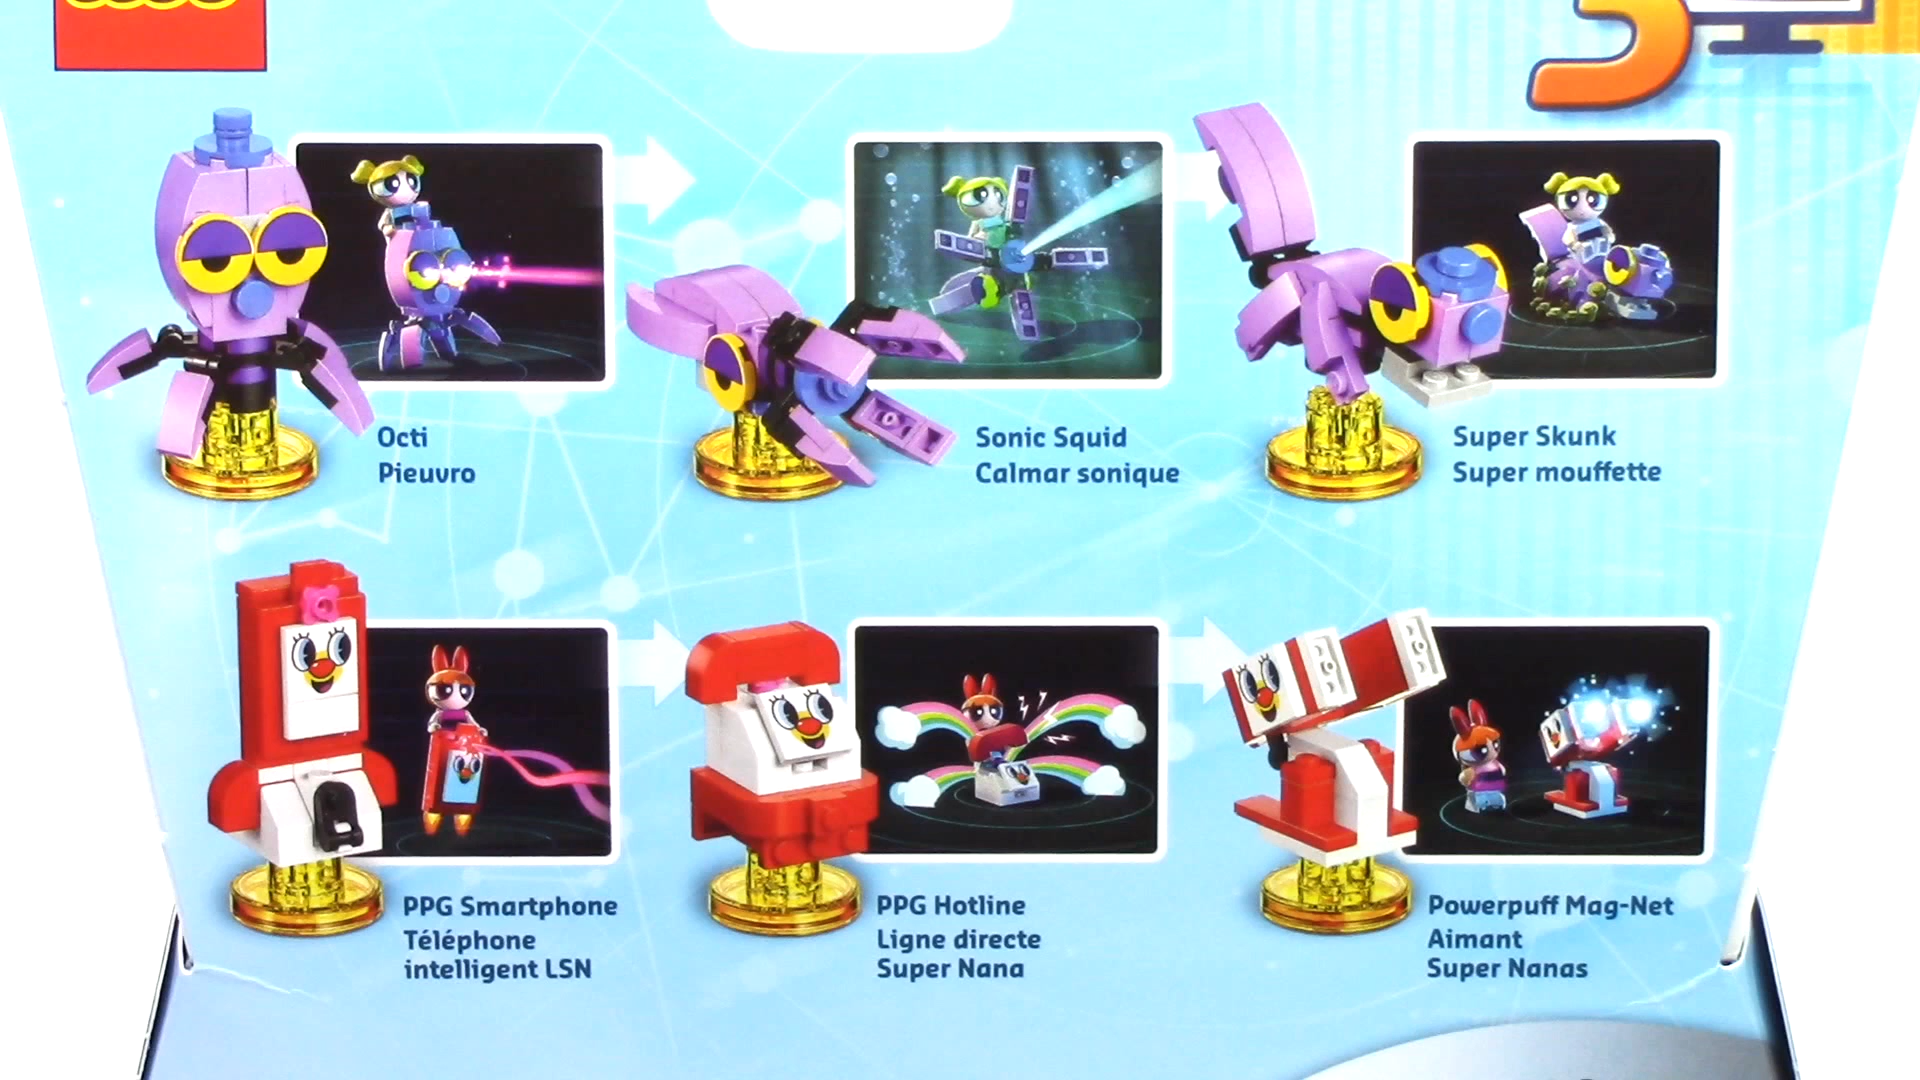 Octi
Pieuvro
Sonic Squid
Calmar sonique
Super Skunk
Super mouffette
PPG Smartphone
Téléphone
intelligent LSN
PPG Hotline
Ligne directe
Super Nana
Powerpuff Mag-Net
Aimant
Super Nanas